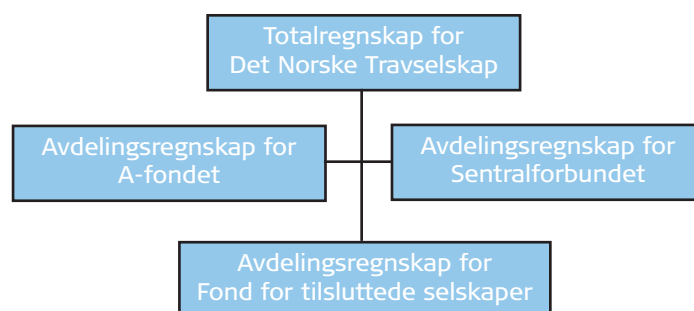 Totalregnskap for
Det Norske Travselskap
Avdelingsregnskap for
A-fondet
Avdelingsregnskap for
Sentralforbundet
Avdelingsregnskap for
Fond for tilsluttede selskaper